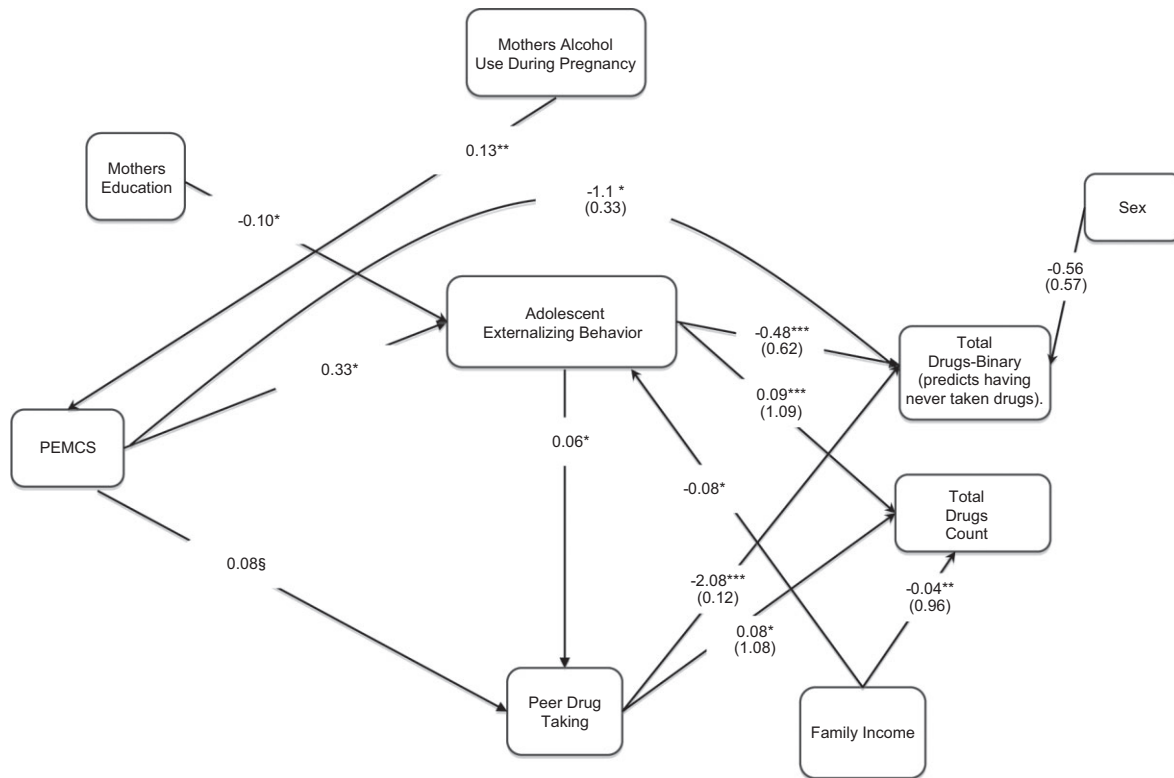 Mothers Alcohol
Use During Pregnancy
Mothers
Education
0.13**
-0.10*
-1.1 *
(0.33)
Sex
-0.56
(0.57)
Adolescent
Externalizing Behavior
-0.48***
(0.62)
Total
Drugs-Binary
(predicts having
never taken drugs).
0.33*
0.09***
(1.09)
PEMCS
0.06*
-0.08*
Total
Drugs
Count
0.08§
-2.08***
(0.12)
-0.04**
(0.96)
0.08*
(1.08)
Peer Drug
Taking
Family Income